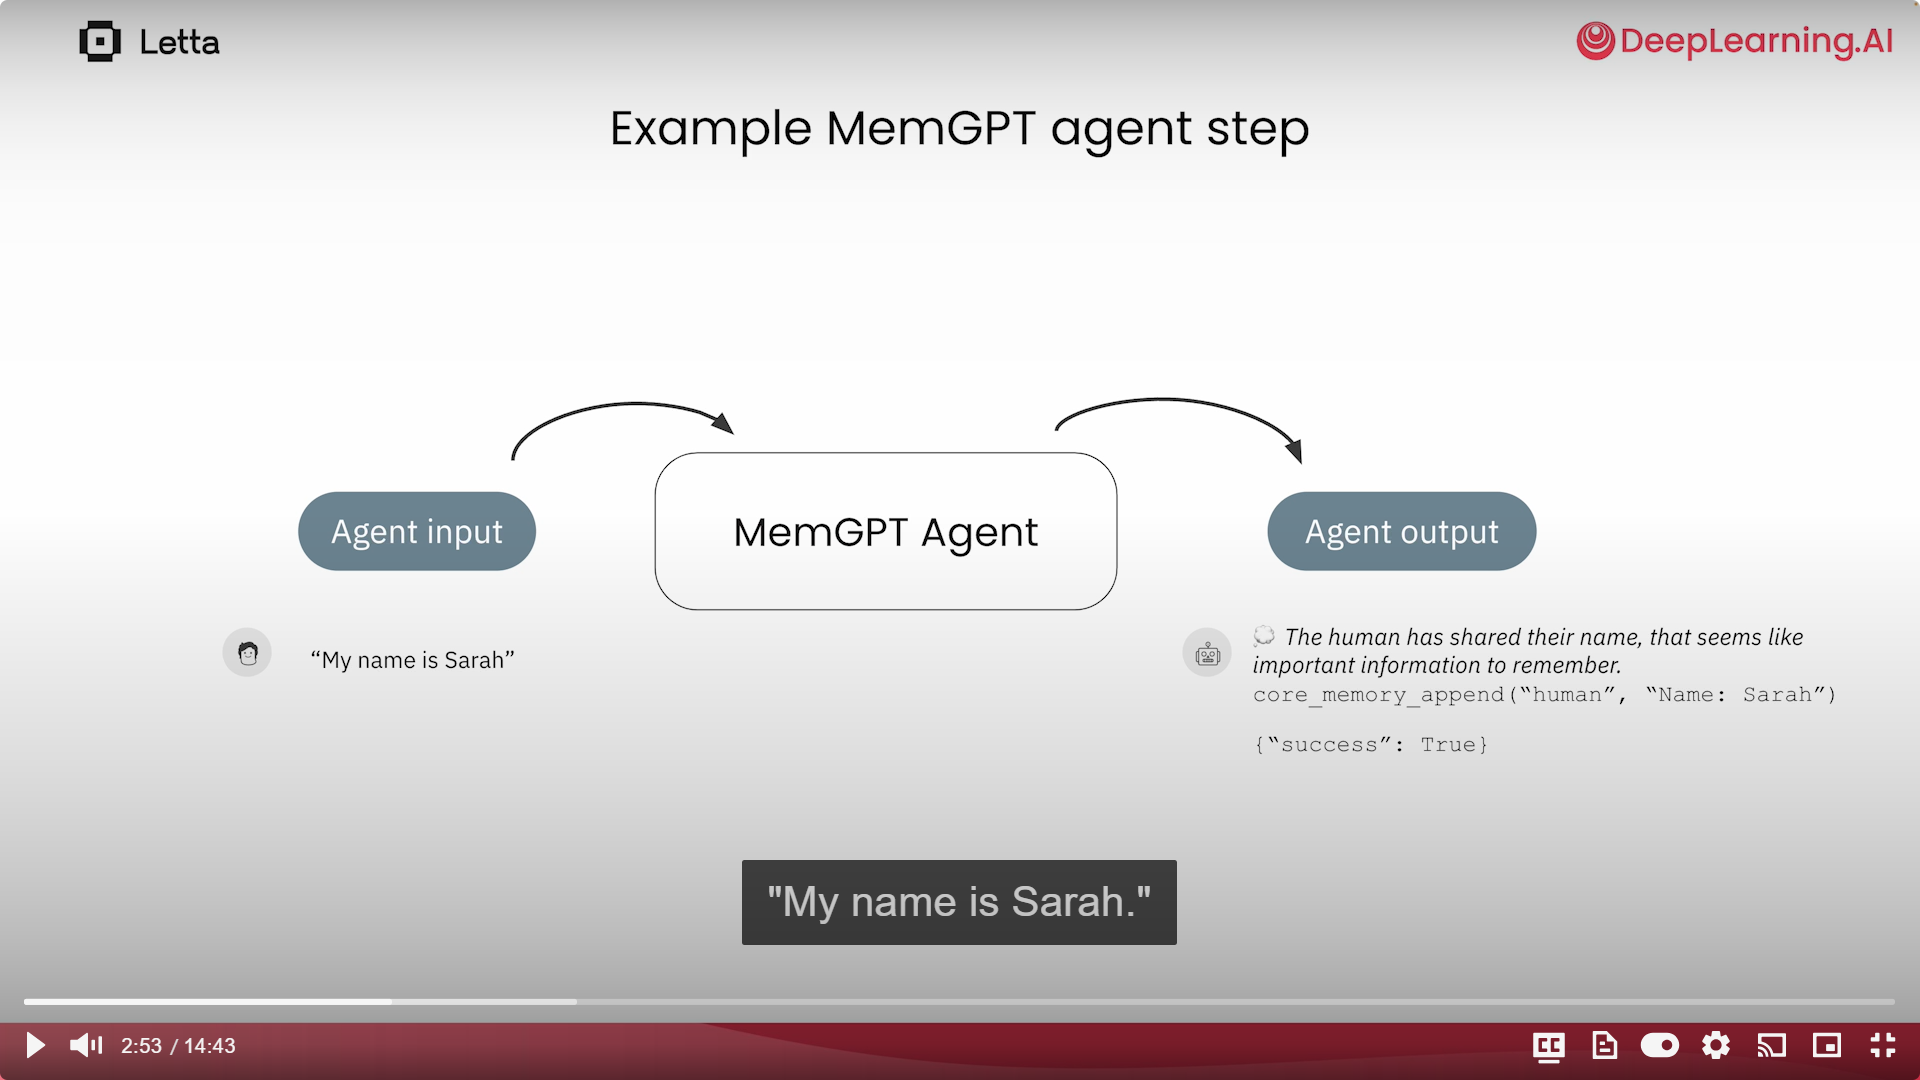 Letta
DeepLearning.AI
Example MemGPT agent step
Agent input
MemGPT Agent
Agent output
“My name is Sarah”
The human has shared their name, that seems like
important information to remember.
core_memory_append(“human”, “Name: Sarah”)
{“success”: True}
"My name is Sarah."
2:53 / 14:43
CC